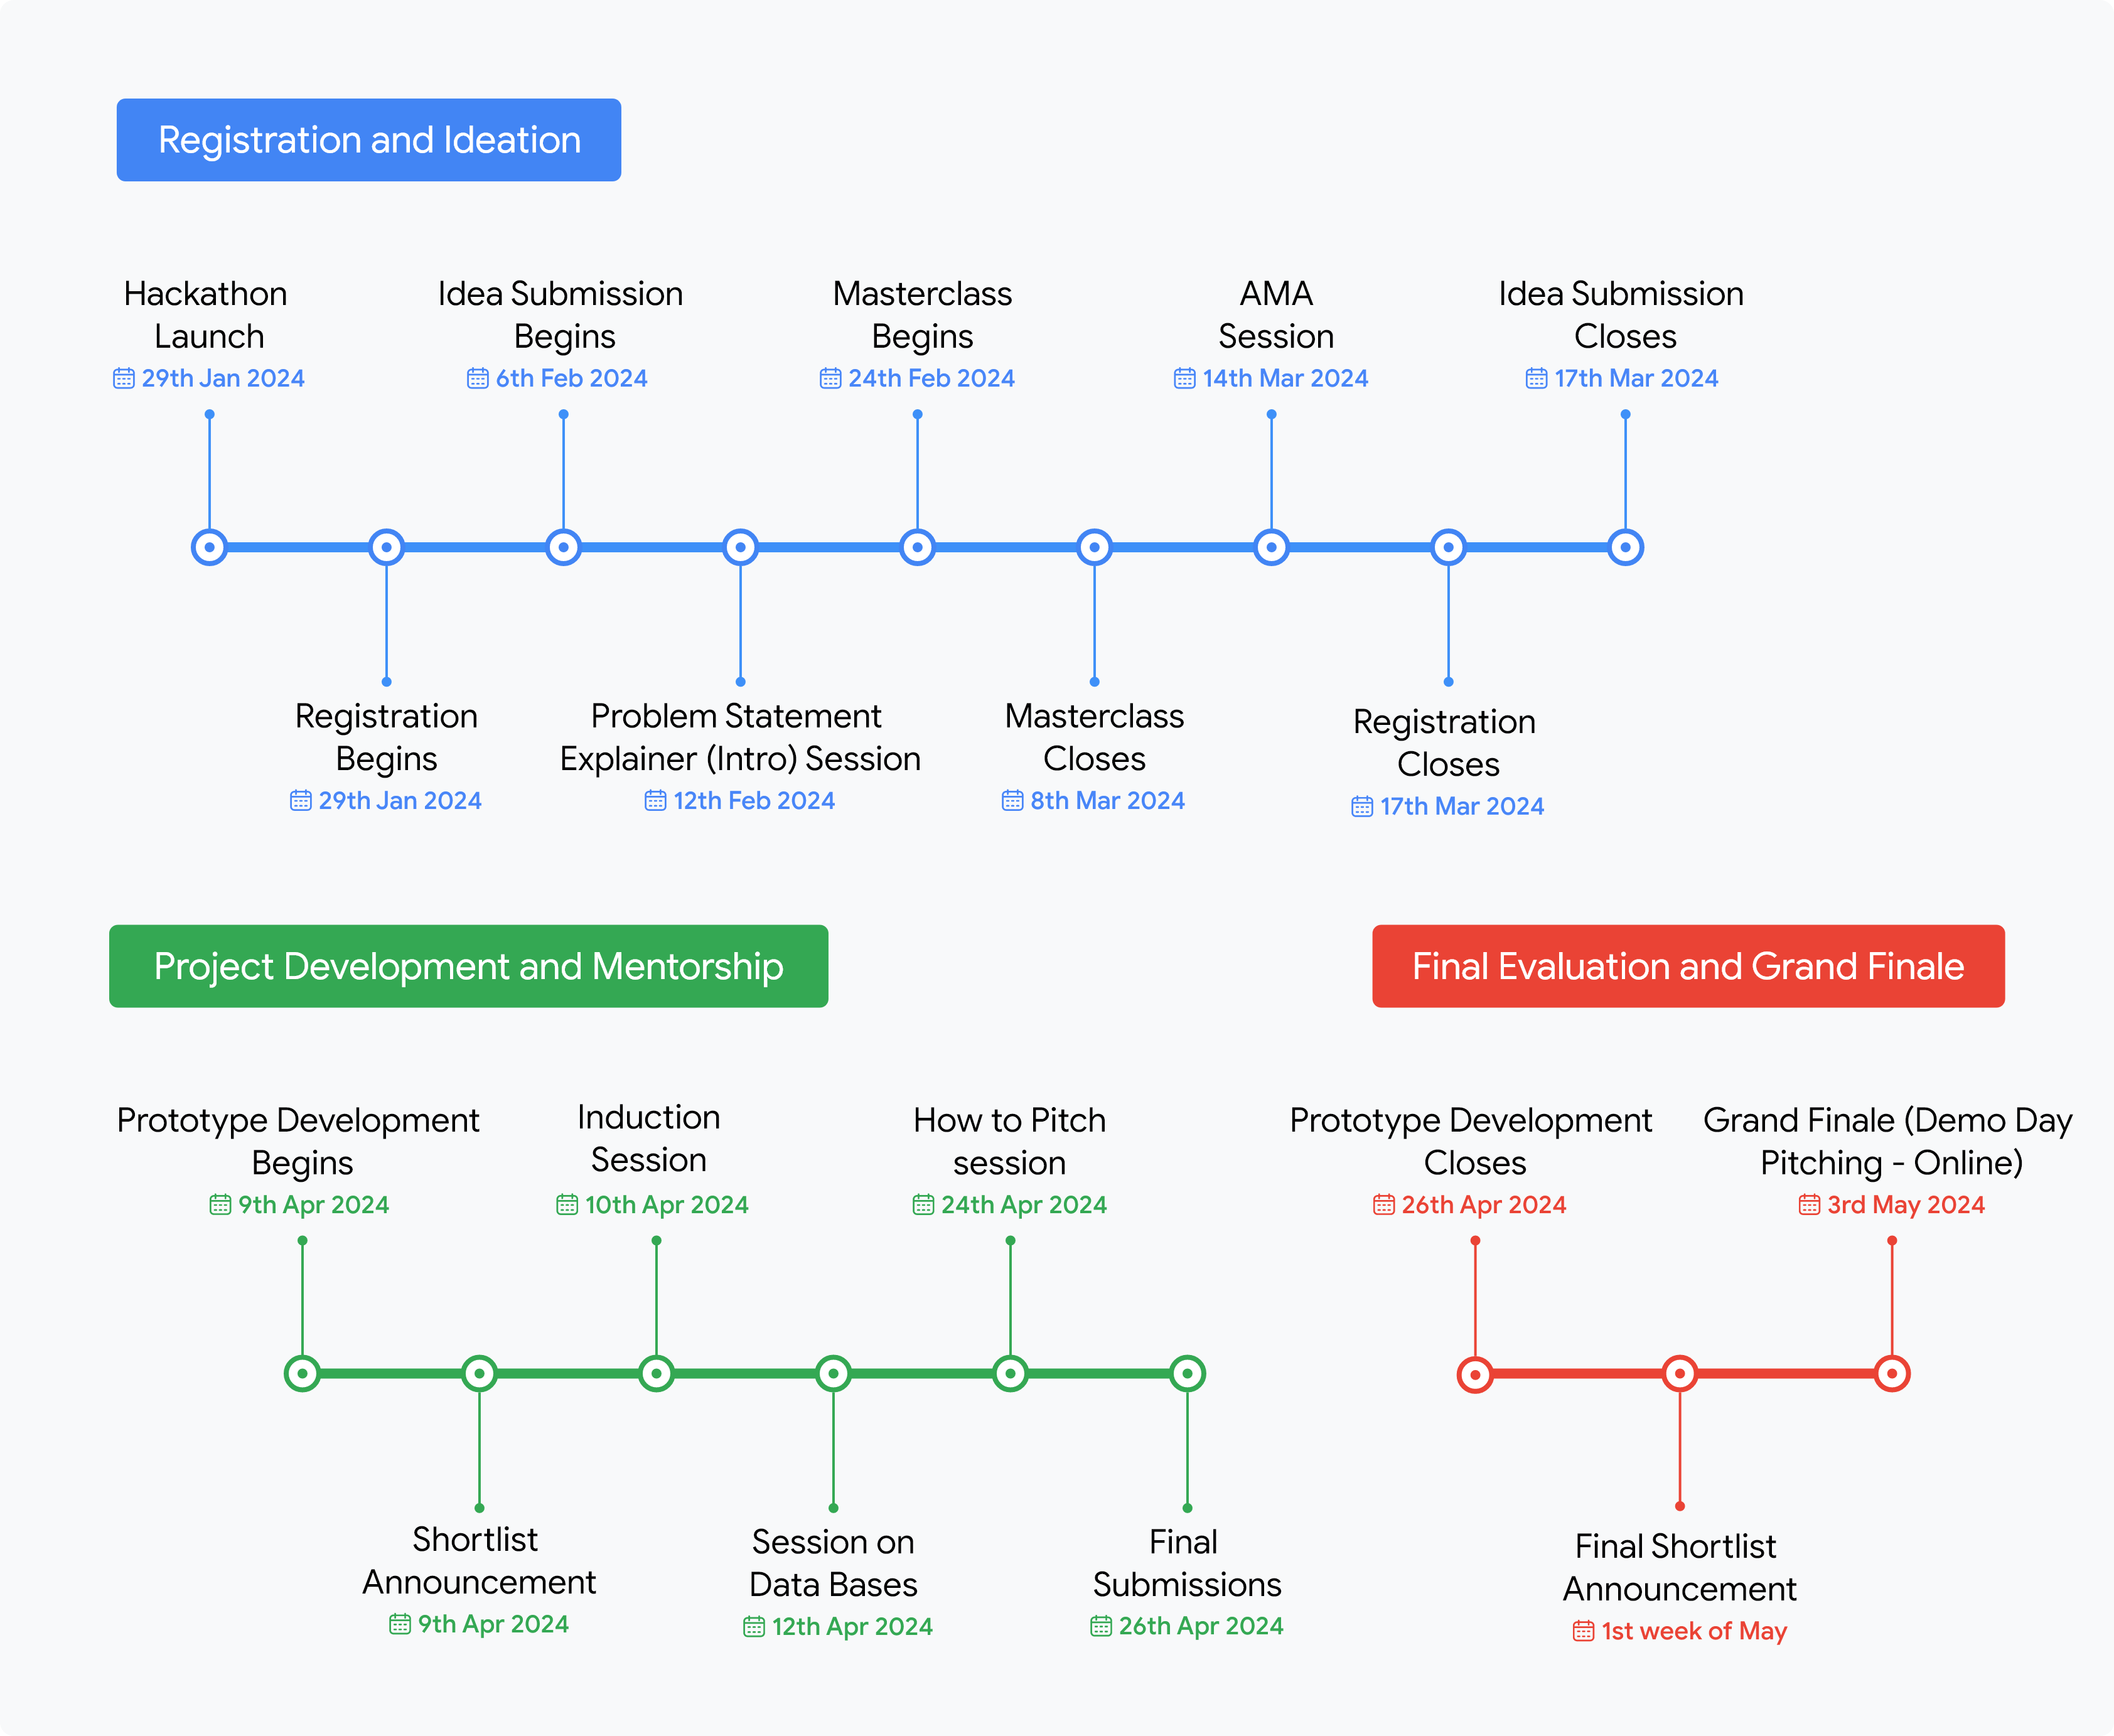 Registration and Ideation
Hackathon
Launch
29th Jan 2024
Idea Submission
Begins
6th Feb 2024
Masterclass
Begins
24th Feb 2024
AMA
Session
14th Mar 2024
Idea Submission
Closes
17th Mar 2024
Registration
Begins
29th Jan 2024
Problem Statement
Explainer (Intro) Session
12th Feb 2024
Masterclass
Closes
8th Mar 2024
Registration
Closes
17th Mar 2024
Project Development and Mentorship
Prototype Development
Begins
9th Apr 2024
Induction
Session
10th Apr 2024
How to Pitch
session
24th Apr 2024
Shortlist
Announcement
9th Apr 2024
Session on
Data Bases
12th Apr 2024
Final
Submissions
26th Apr 2024
Final Evaluation and Grand Finale
Prototype Development
Closes
26th Apr 2024
Grand Finale (Demo Day
Pitching - Online)
3rd May 2024
Final Shortlist
Announcement
1st week of May